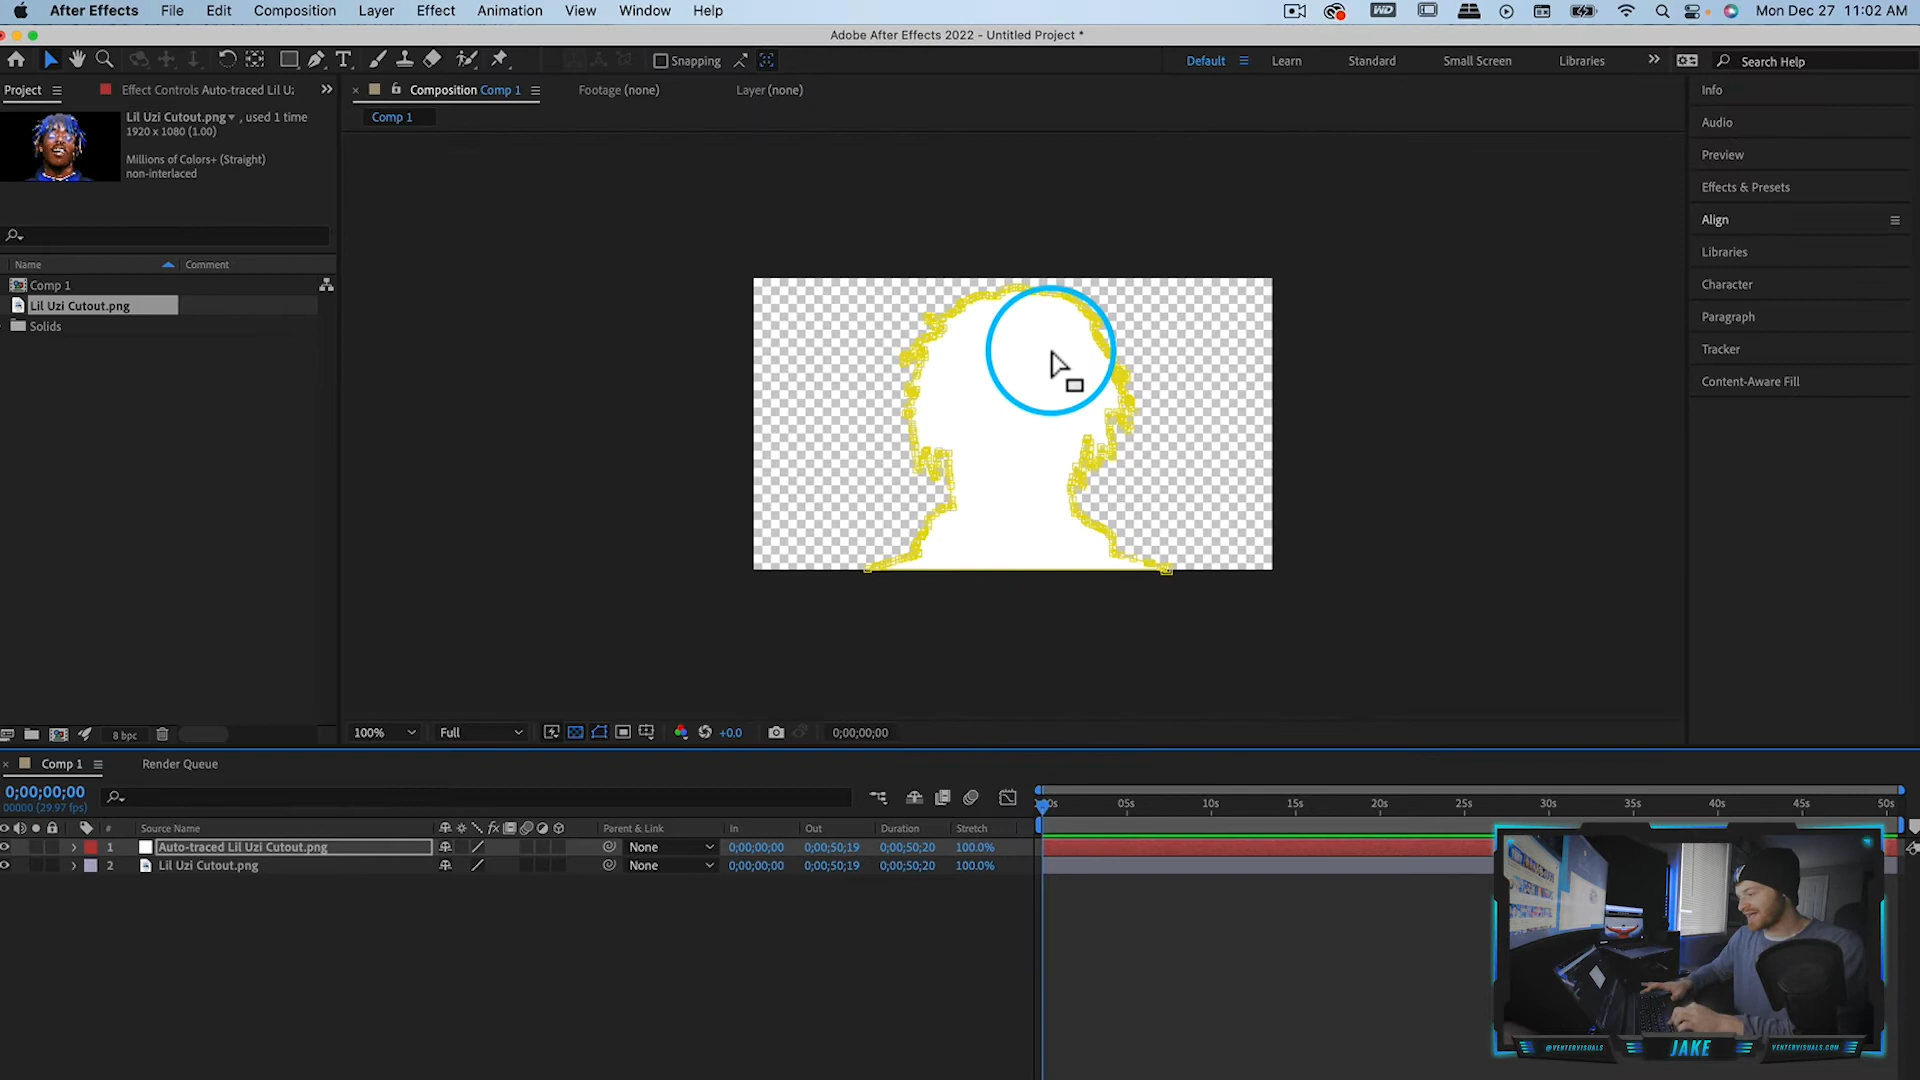 After Effects File Edit Composition Layer Effect Animation View Window Help Mon Dec 27 11:02 AM
Adobe After Effects 2022 - Untitled Project *
Snapping Default Learn Standard Small Screen Libraries Search Help
Project Effect Controls Auto-traced Lil U: Composition Comp 1 Footage (none) Layer (none) Info
Lil Uzi Cutout.png , used 1 time
1920 x 1080 (1.00)
Comp 1
Audio
Millions of Colors+ (Straight)
non-interlaced
Preview
Effects & Presets
Align
Libraries
Name Comment
Comp 1
Character
Lil Uzi Cutout.png
Paragraph
Solids
Tracker
Content-Aware Fill
8 bpc 100% Full +0.0 0;00;00;00
Comp 1 Render Queue
0;00;00;00
00000 (29.97 fps)
05s 10s 15s 20s 25s 30s 35s 40s 45s 50s
# Source Name fx Parent & Link In Out Duration Stretch
1 Auto-traced Lil Uzi Cutout.png None 0;00;00;00 0;00;50;19 0;00;50;20 100.0%
2 Lil Uzi Cutout.png None 0;00;00;00 0;00;50;19 0;00;50;20 100.0%
@VENTERVISUALS JAKE VENTERVISUALS.COM